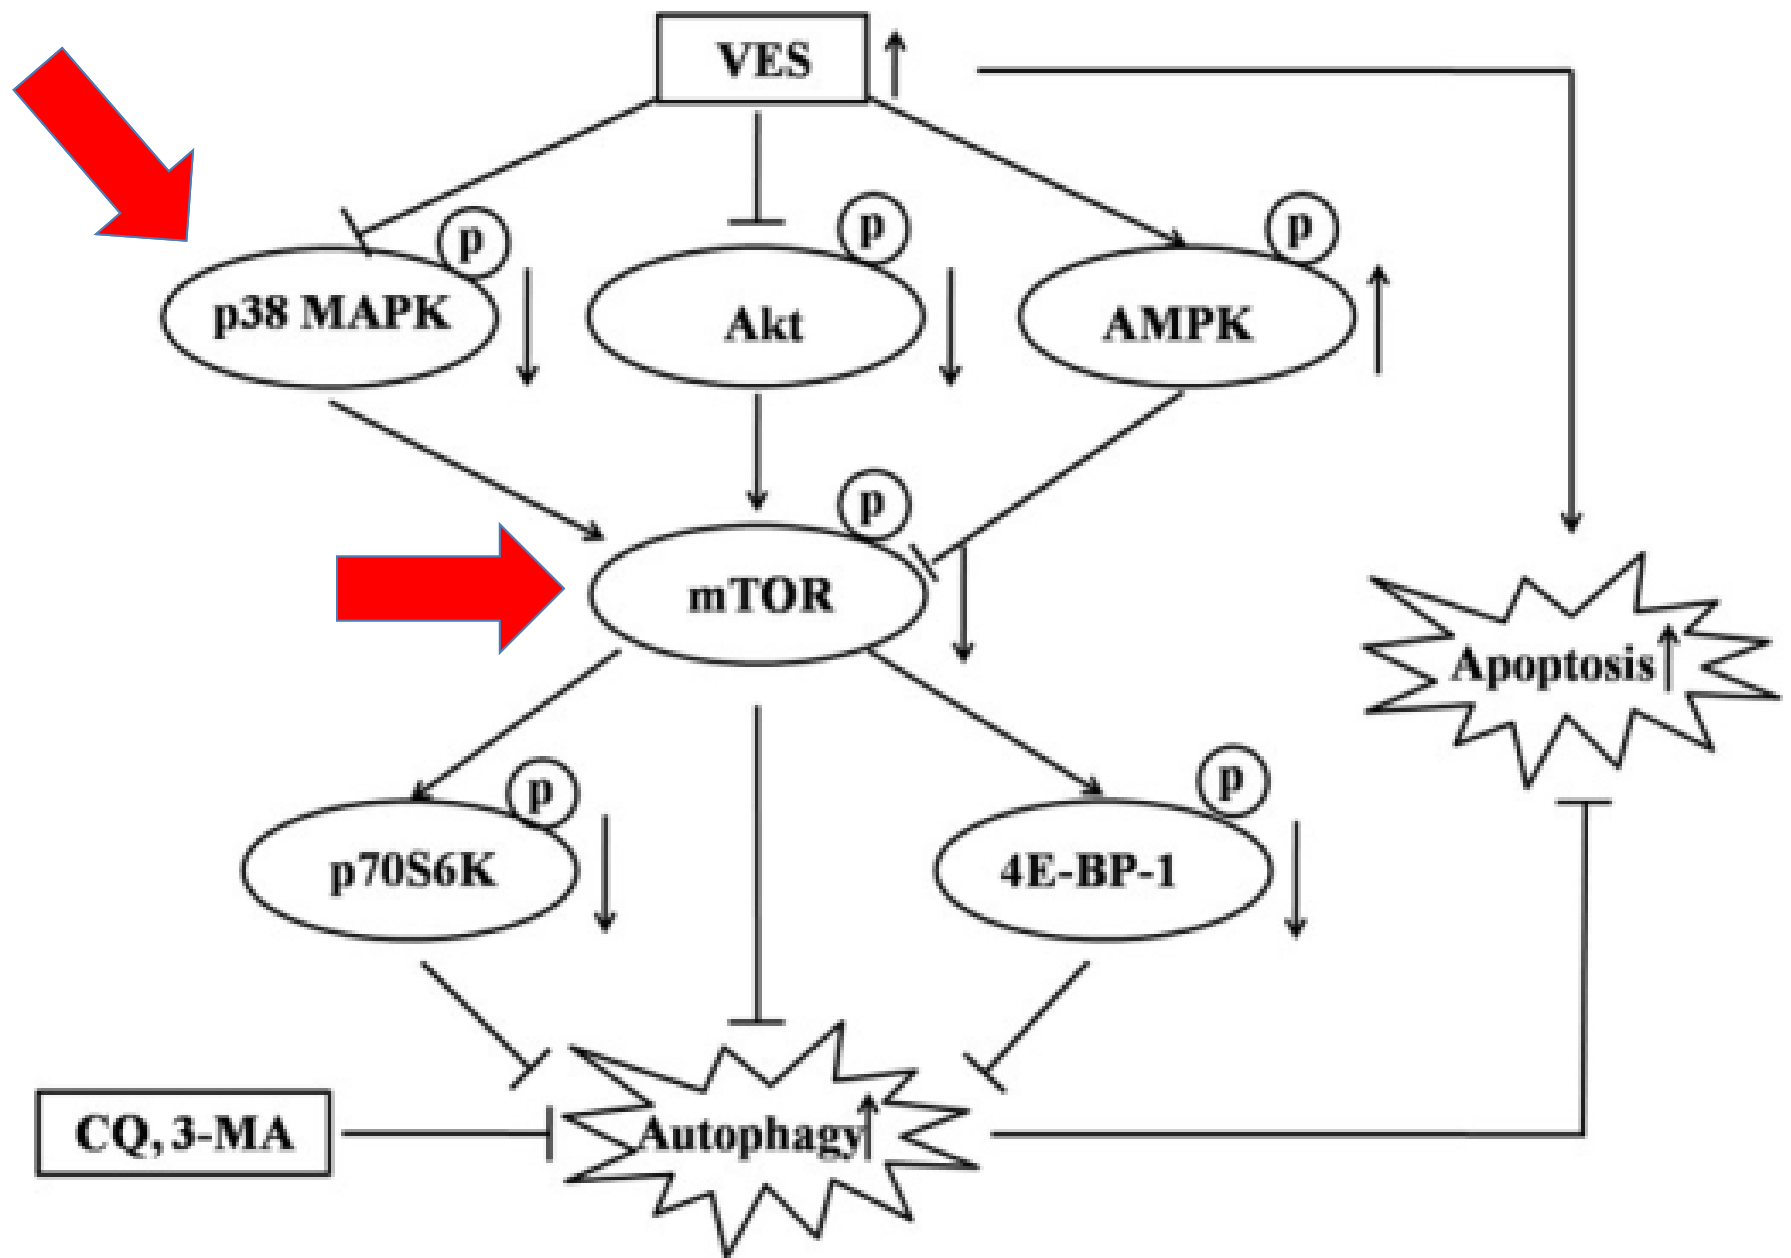 VES
p
p
p
p38 MAPK
Akt
AMPK
p
mTOR
Apoptosis
p
p
p70S6K
4E-BP-1
CQ, 3-MA
Autophagy